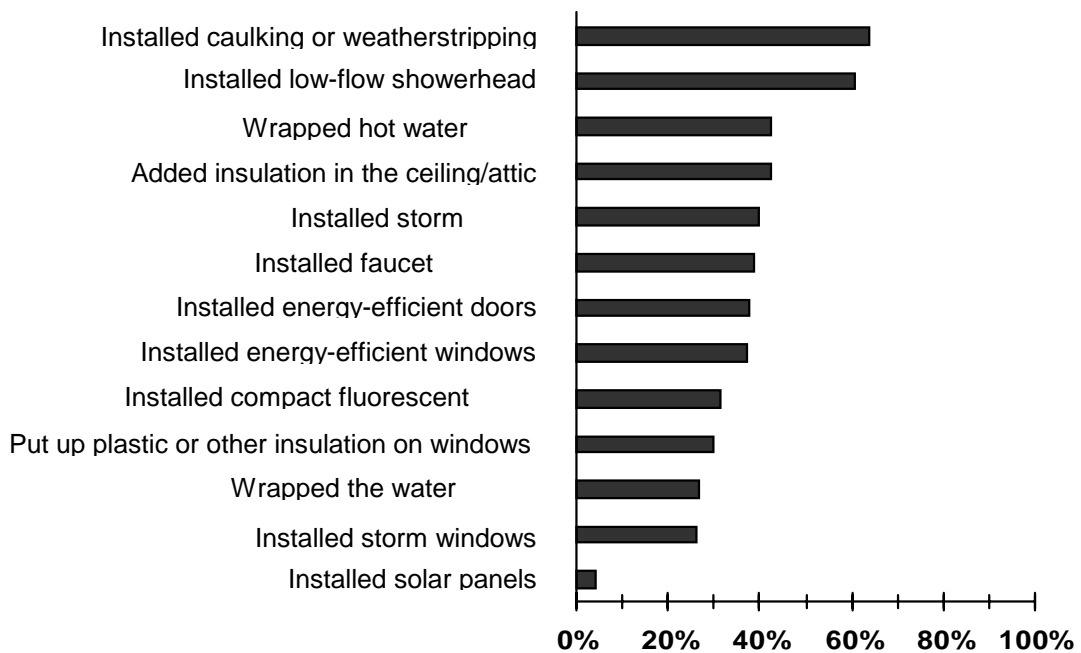 Installed caulking or weatherstripping
Installed low-flow showerhead
Wrapped hot water
Added insulation in the ceiling/attic
Installed storm
Installed faucet
Installed energy-efficient doors
Installed energy-efficient windows
Installed compact fluorescent
Put up plastic or other insulation on windows
Wrapped the water
Installed storm windows
Installed solar panels
0% 20% 40% 60% 80% 100%